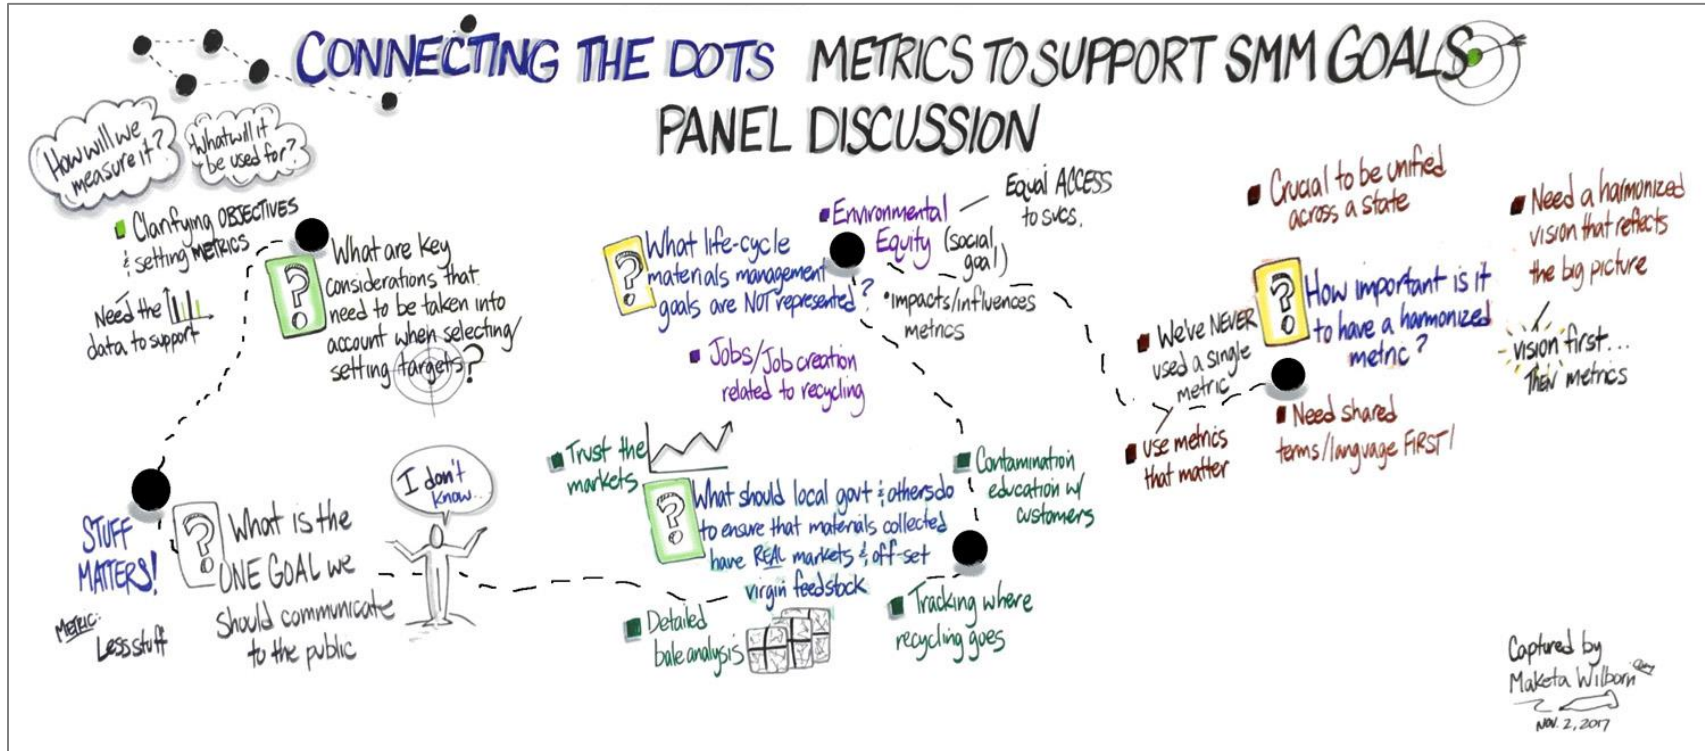 CONNECTING THE DOTS METRICS TO SUPPORT SMM GOALS
PANEL DISCUSSION
How will we
measure it?
What will it
be used for?
Clarifying OBJECTIVES
& setting METRICS
Need the
data to support
?
What are key
considerations that
need to be taken into
account when selecting/
setting targets?
STUFF
MATTERS!
METRIC:
Less stuff
?
What is the
ONE GOAL we
should communicate
to the public
I don't
know...
?
What life-cycle
materials management
goals are NOT represented?
Environmental
Equity (social
goal)
Equal ACCESS
to svcs.
•impacts/influences
metrics
Jobs/Job creation
related to recycling
Trust the
markets
?
What should local govt & others do
to ensure that materials collected
have REAL markets & off-set
virgin feedstock
Contamination
education w/
customers
Detailed
bale analysis
Tracking where
recycling goes
Crucial to be unified
across a state
Need a harmonized
vision that reflects
the big picture
vision first...
THEN metrics
?
How important is it
to have a harmonized
metric?
We've NEVER
used a single
metric
use metrics
that matter
Need shared
terms/language FIRST!
Captured by
Maketa Wilborn
NOV. 2, 2017